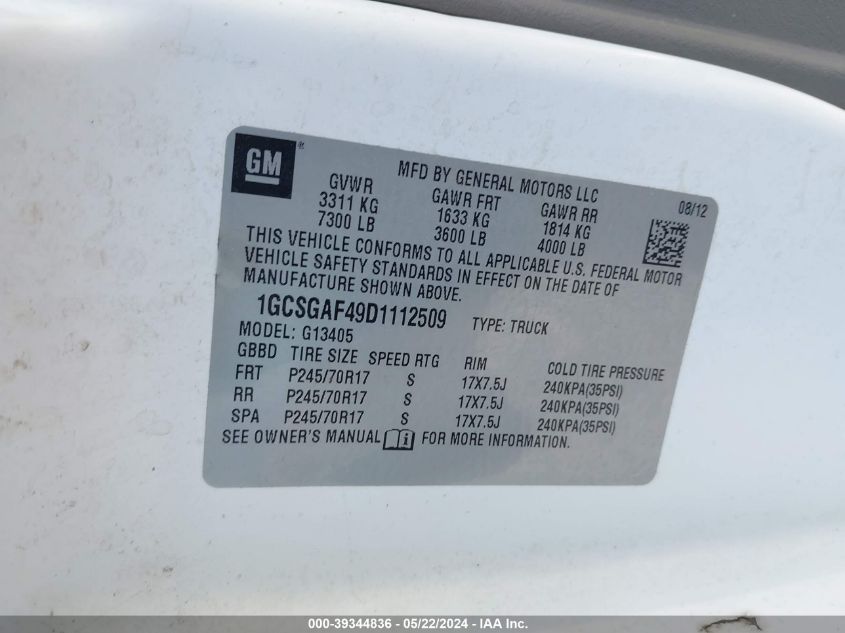 GM ®
MFD BY GENERAL MOTORS LLC
08/12
GVWR GAWR FRT GAWR RR
3311 KG 1633 KG 1814 KG
7300 LB 3600 LB 4000 LB
THIS VEHICLE CONFORMS TO ALL APPLICABLE U.S. FEDERAL MOTOR
VEHICLE SAFETY STANDARDS IN EFFECT ON THE DATE OF
MANUFACTURE SHOWN ABOVE.
1GCSGAF49D1112509 TYPE: TRUCK
MODEL: G13405
GBBD TIRE SIZE SPEED RTG RIM COLD TIRE PRESSURE
FRT P245/70R17 S 17X7.5J 240KPA(35PSI)
RR P245/70R17 S 17X7.5J 240KPA(35PSI)
SPA P245/70R17 S 17X7.5J 240KPA(35PSI)
SEE OWNER'S MANUAL FOR MORE INFORMATION.
000-39344836 - 05/22/2024 - IAA Inc.